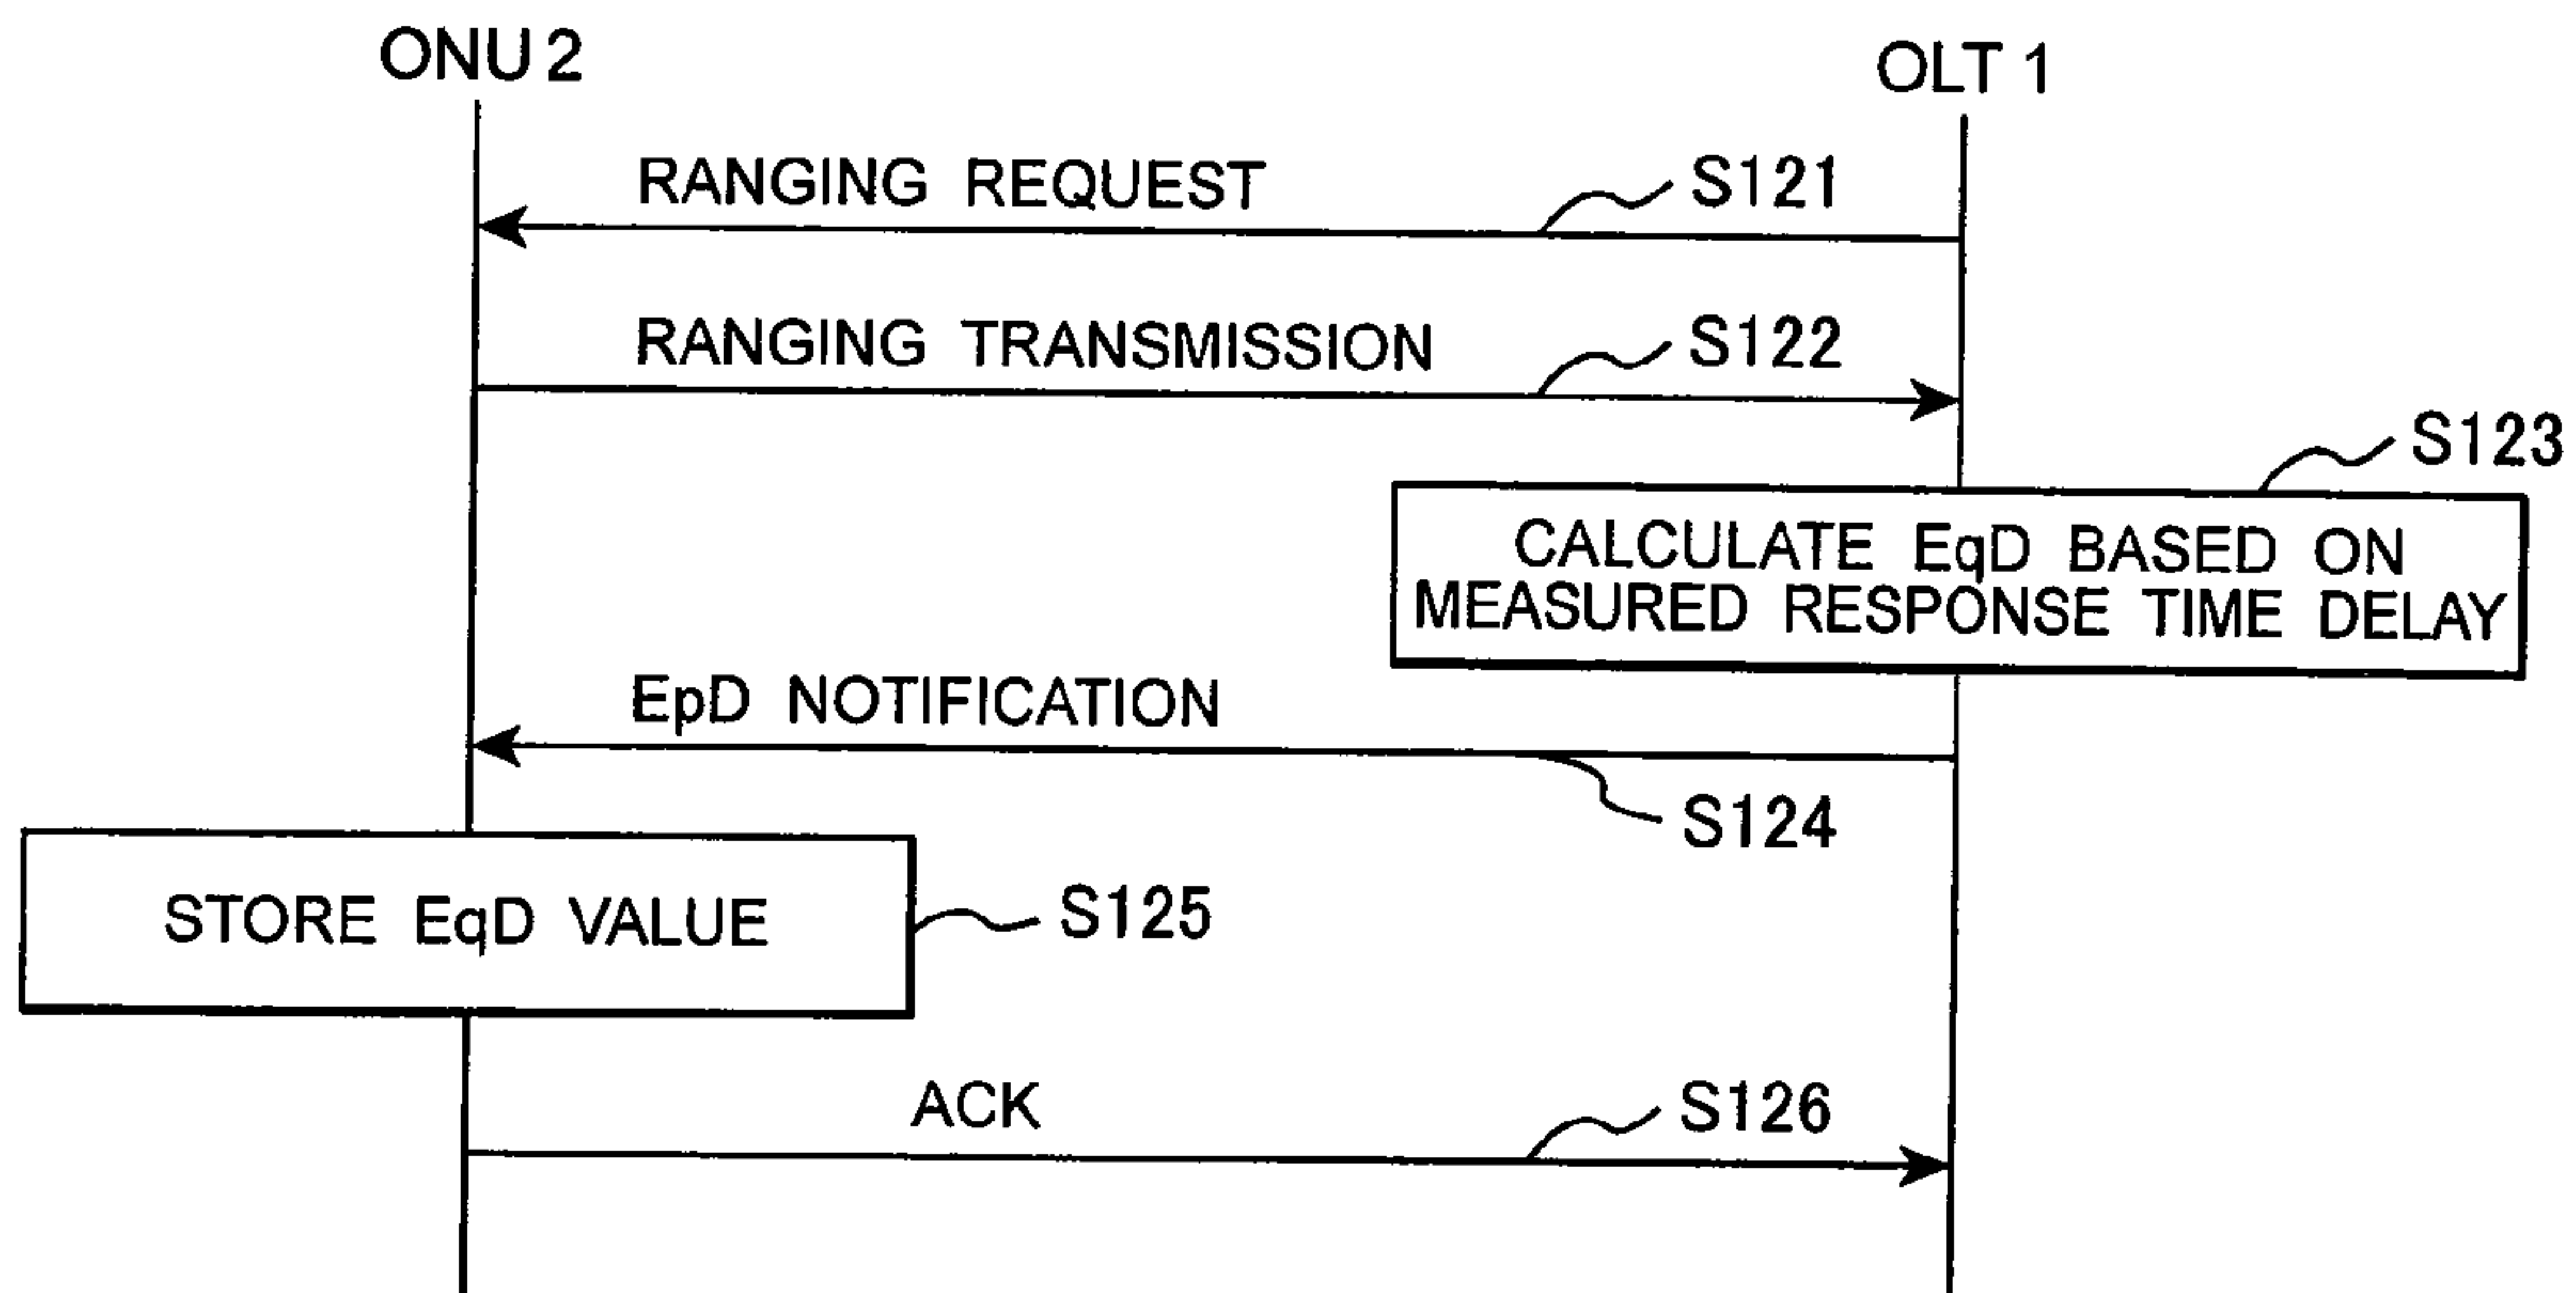 ONU 2
OLT 1
RANGING REQUEST
S121
RANGING TRANSMISSION
S122
S123
CALCULATE EqD BASED ON
MEASURED RESPONSE TIME DELAY
EpD NOTIFICATION
S124
STORE EqD VALUE
S125
ACK
S126